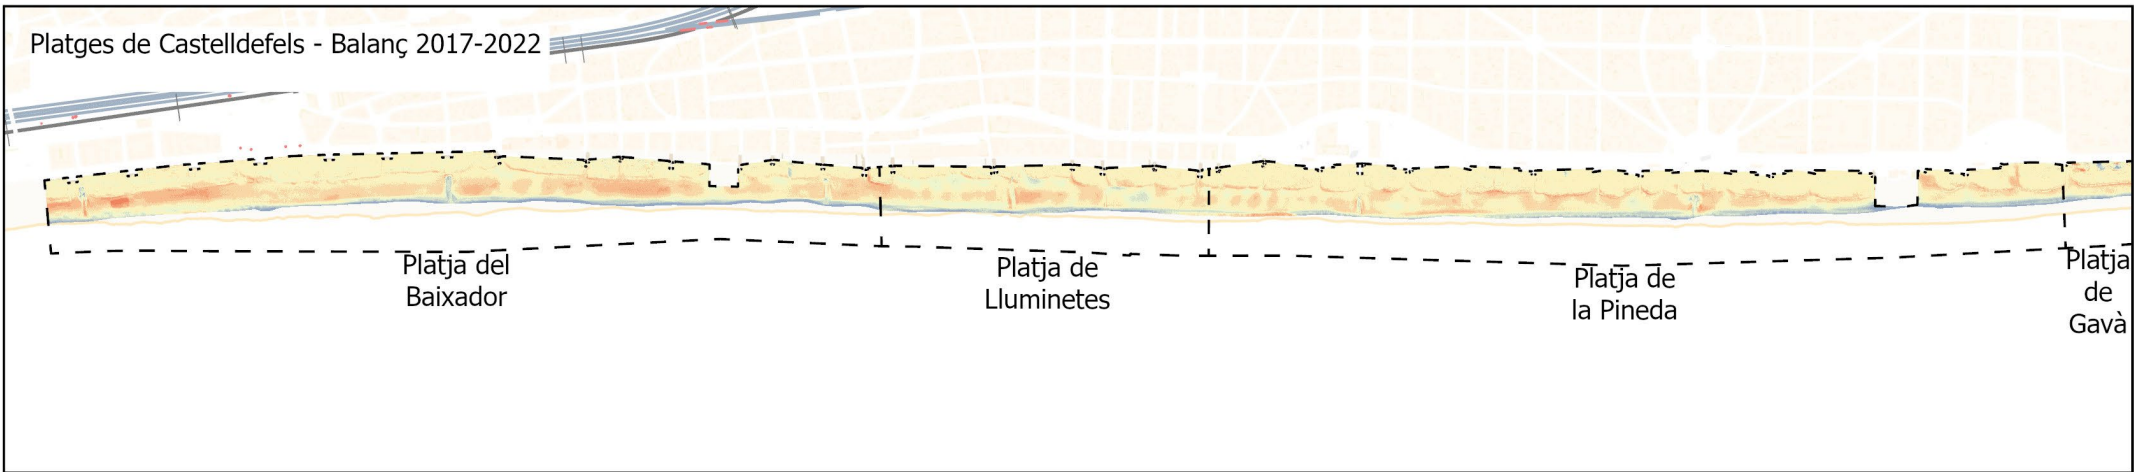 Platges de Castelldefels - Balanç 2017-2022
Platja del
Baixador
Platja de
Lluminetes
Platja de
la Pineda
Platja
de
Gavà